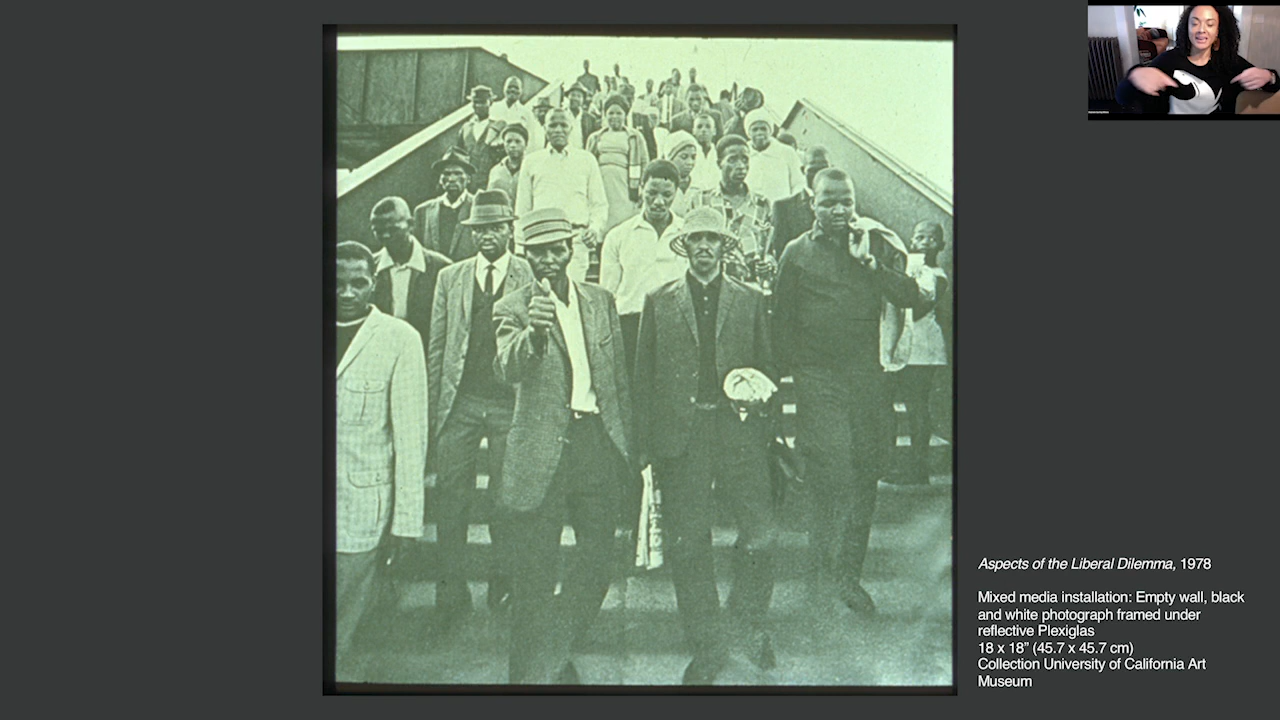 Aspects of the Liberal Dilemma, 1978
Mixed media installation: Empty wall, black
and white photograph framed under
reflective Plexiglas
18 x 18” (45.7 x 45.7 cm)
Collection University of California Art
Museum